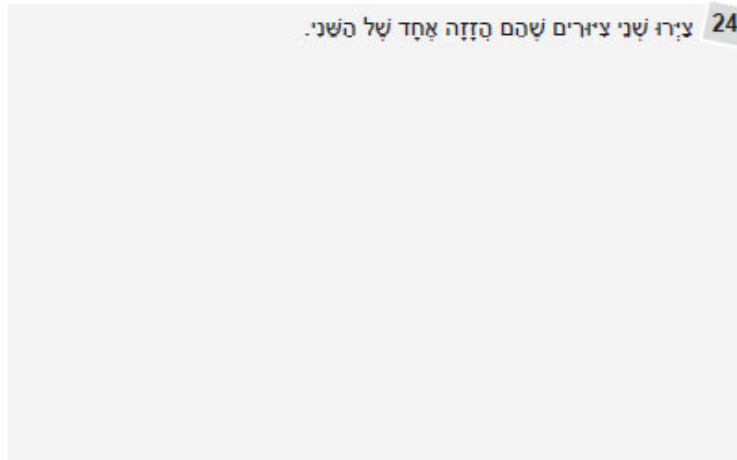 24 צַיְּרוּ שְׁנֵי צִיּוּרִים שֶׁהֵם הֲזָזָה אֶחָד שֶׁל הַשֵּׁנִי.